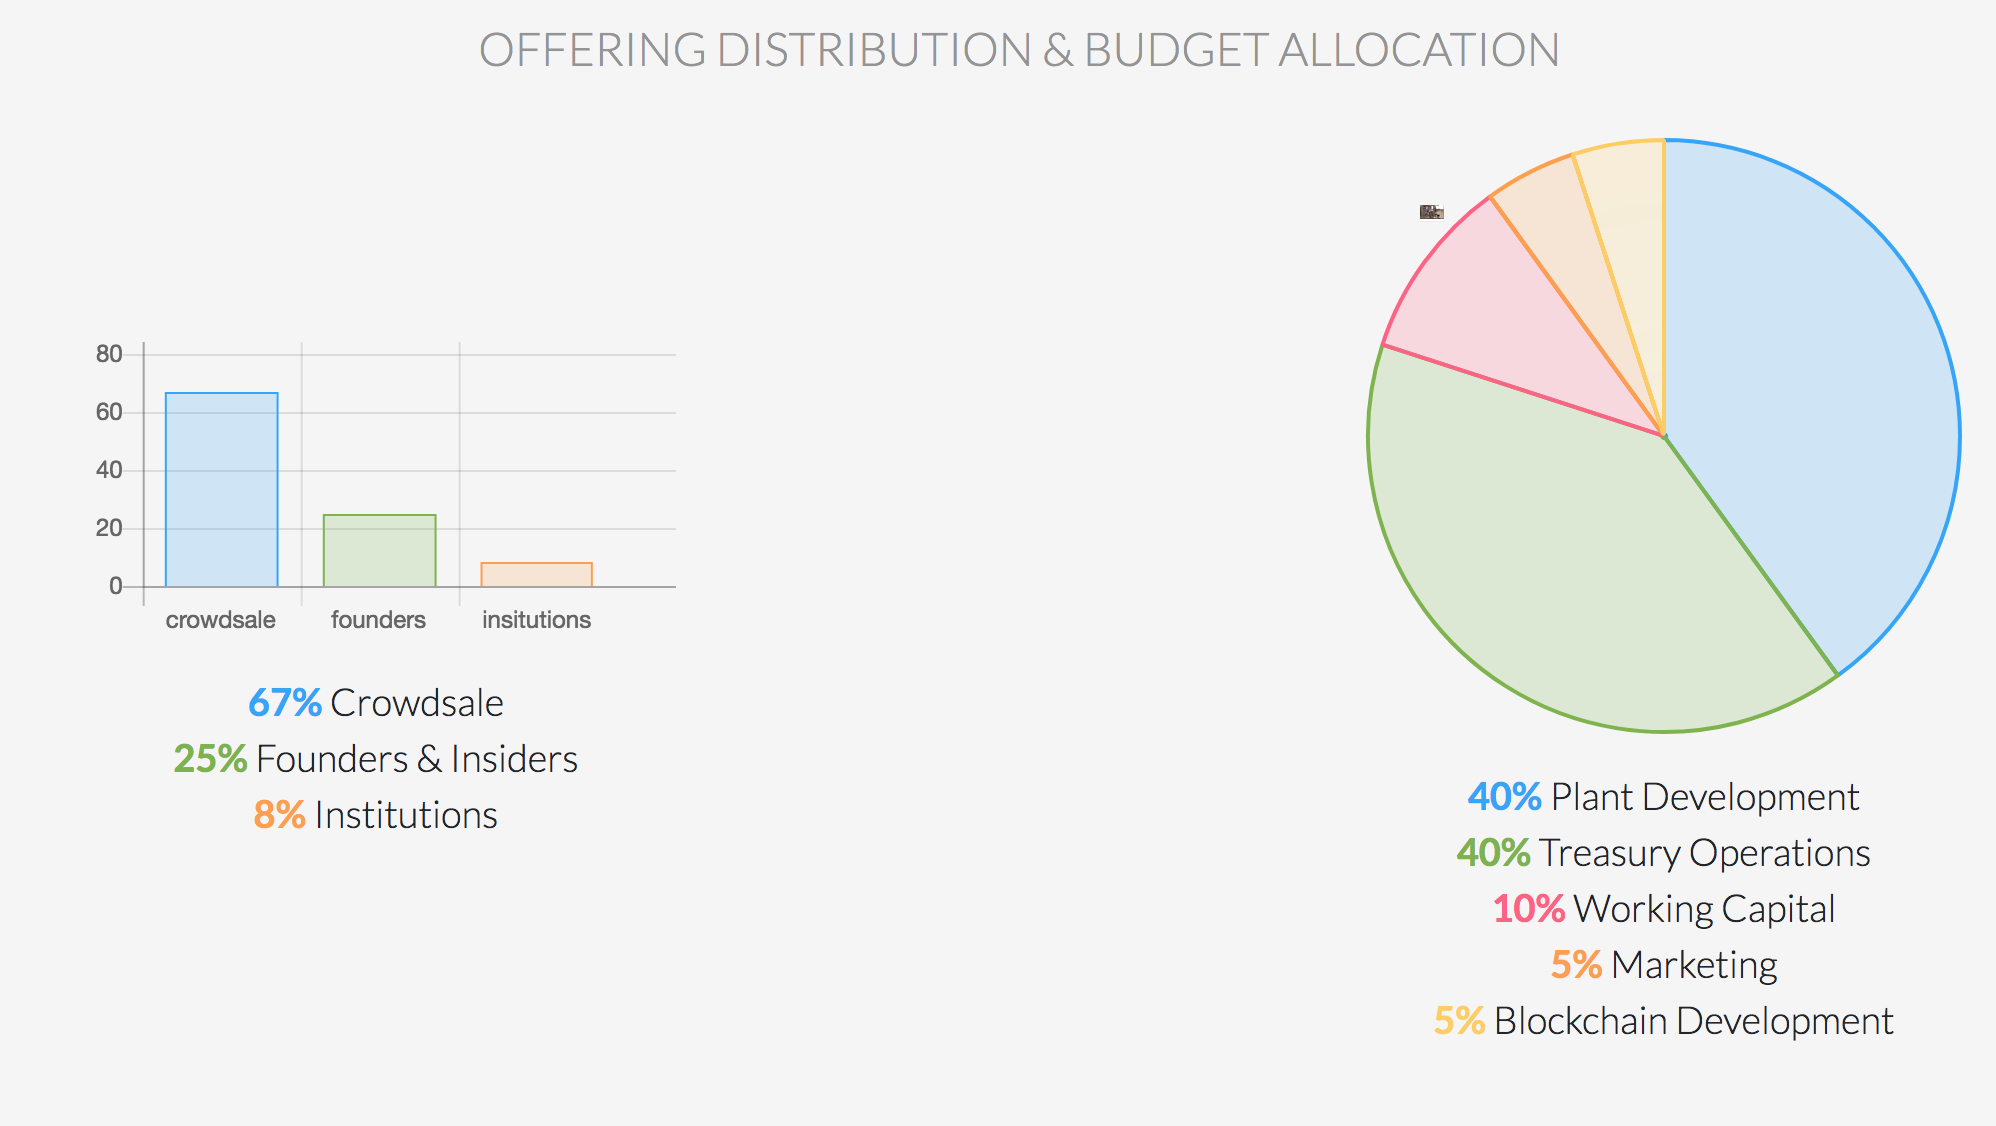 OFFERING DISTRIBUTION & BUDGET ALLOCATION
80
60
40
20
0
crowdsale founders insitutions
67% Crowdsale
25% Founders & Insiders
8% Institutions
40% Plant Development
40% Treasury Operations
10% Working Capital
5% Marketing
5% Blockchain Development